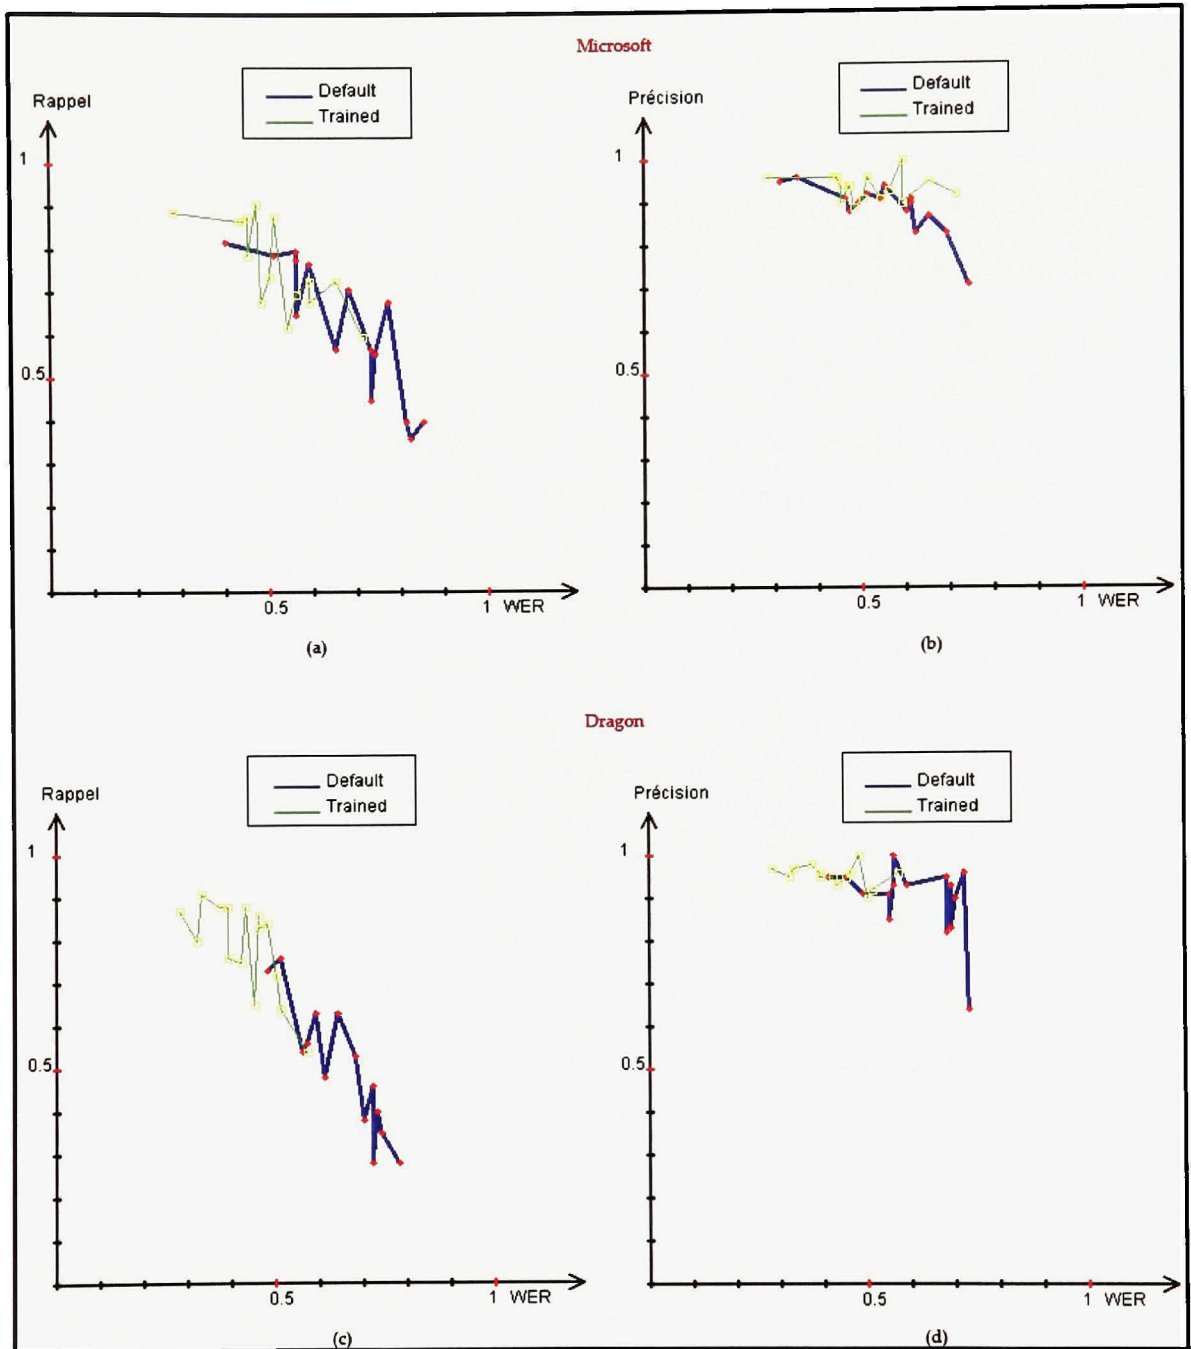 Microsoft
Default
Trained
Rappel
1
0.5
0.5
1 WER
(a)
Default
Trained
Précision
1
0.5
0.5
1 WER
(b)
Dragon
Default
Trained
Rappel
1
0.5
0.5
1 WER
(c)
Default
Trained
Précision
1
0.5
0.5
1 WER
(d)